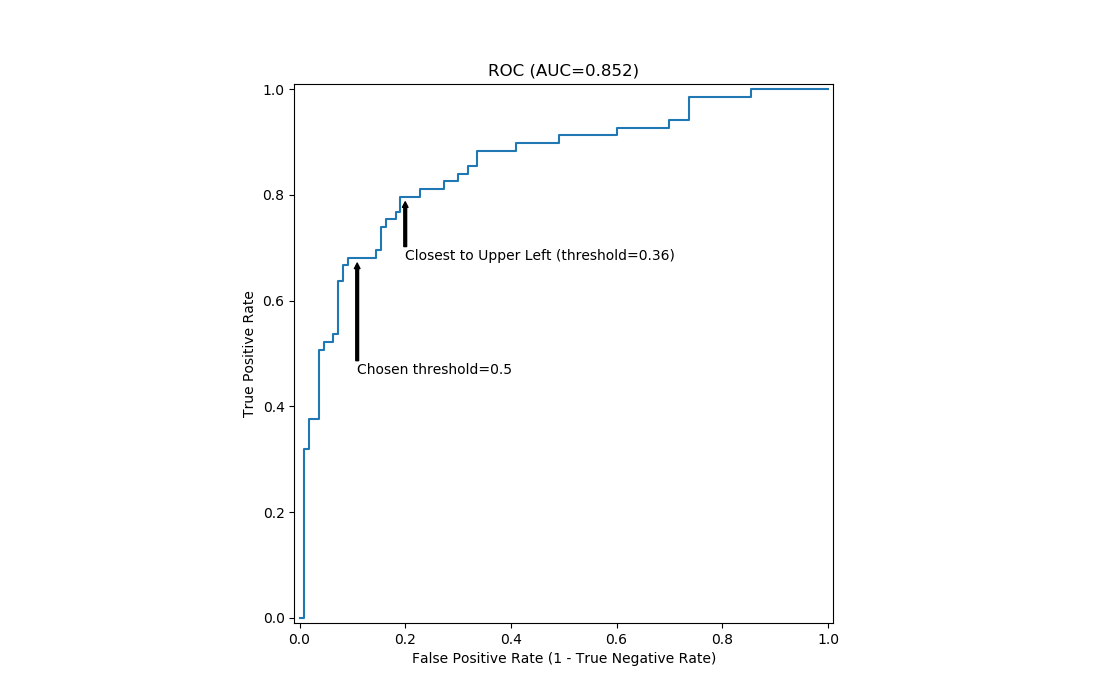 ROC (AUC=0.852)
1.0
0.8
0.6
0.4
0.2
0.0
True Positive Rate
Closest to Upper Left (threshold=0.36)
Chosen threshold=0.5
0.0 0.2 0.4 0.6 0.8 1.0
False Positive Rate (1 - True Negative Rate)